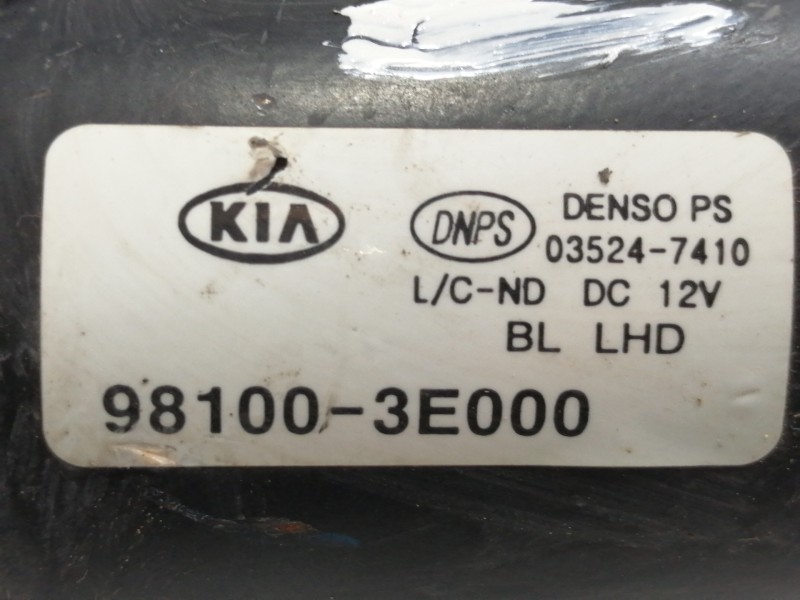 KIA
DNPS
DENSO PS
03524-7410
L/C-ND DC 12V
BL LHD
98100-3E000